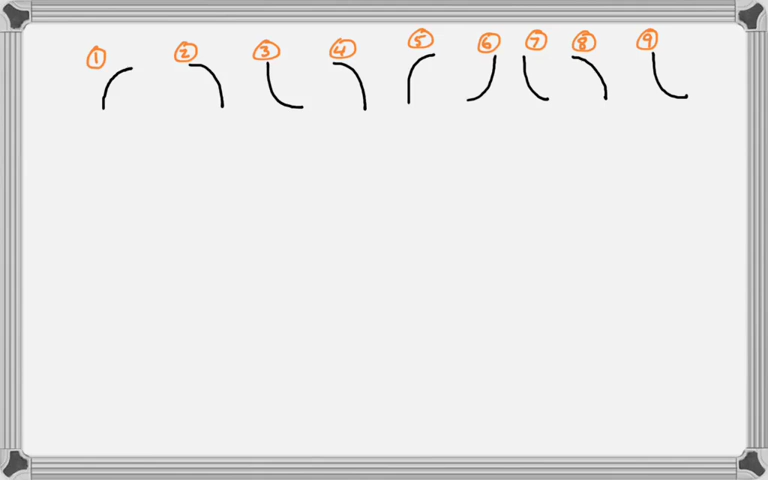 ① ② ③ ④ ⑤ ⑥ ⑦ ⑧ ⑨